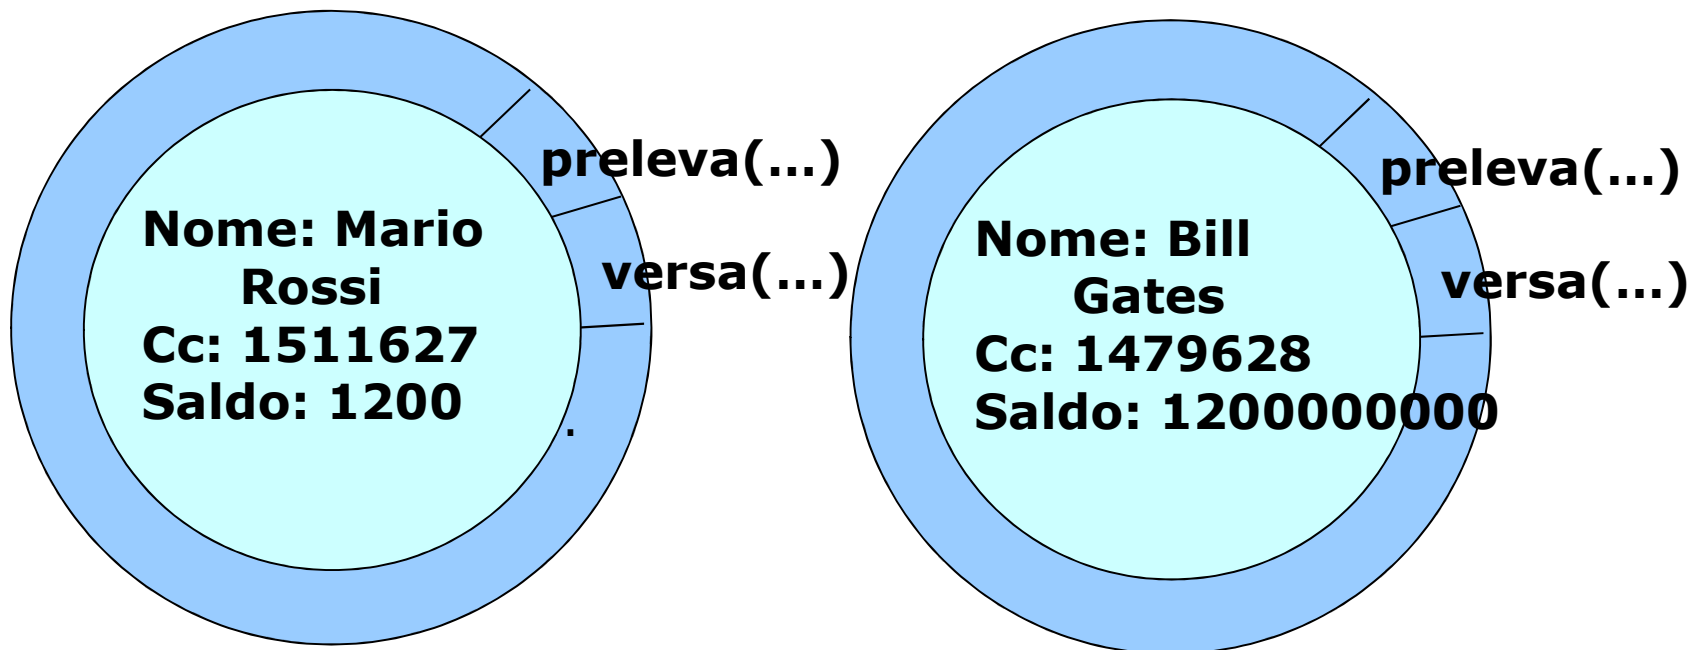 Nome: Mario
Rossi
Cc: 1511627
Saldo: 1200
.
preleva(...)
versa(...)
Nome: Bill
Gates
Cc: 1479628
Saldo: 1200000000
preleva(...)
versa(...)